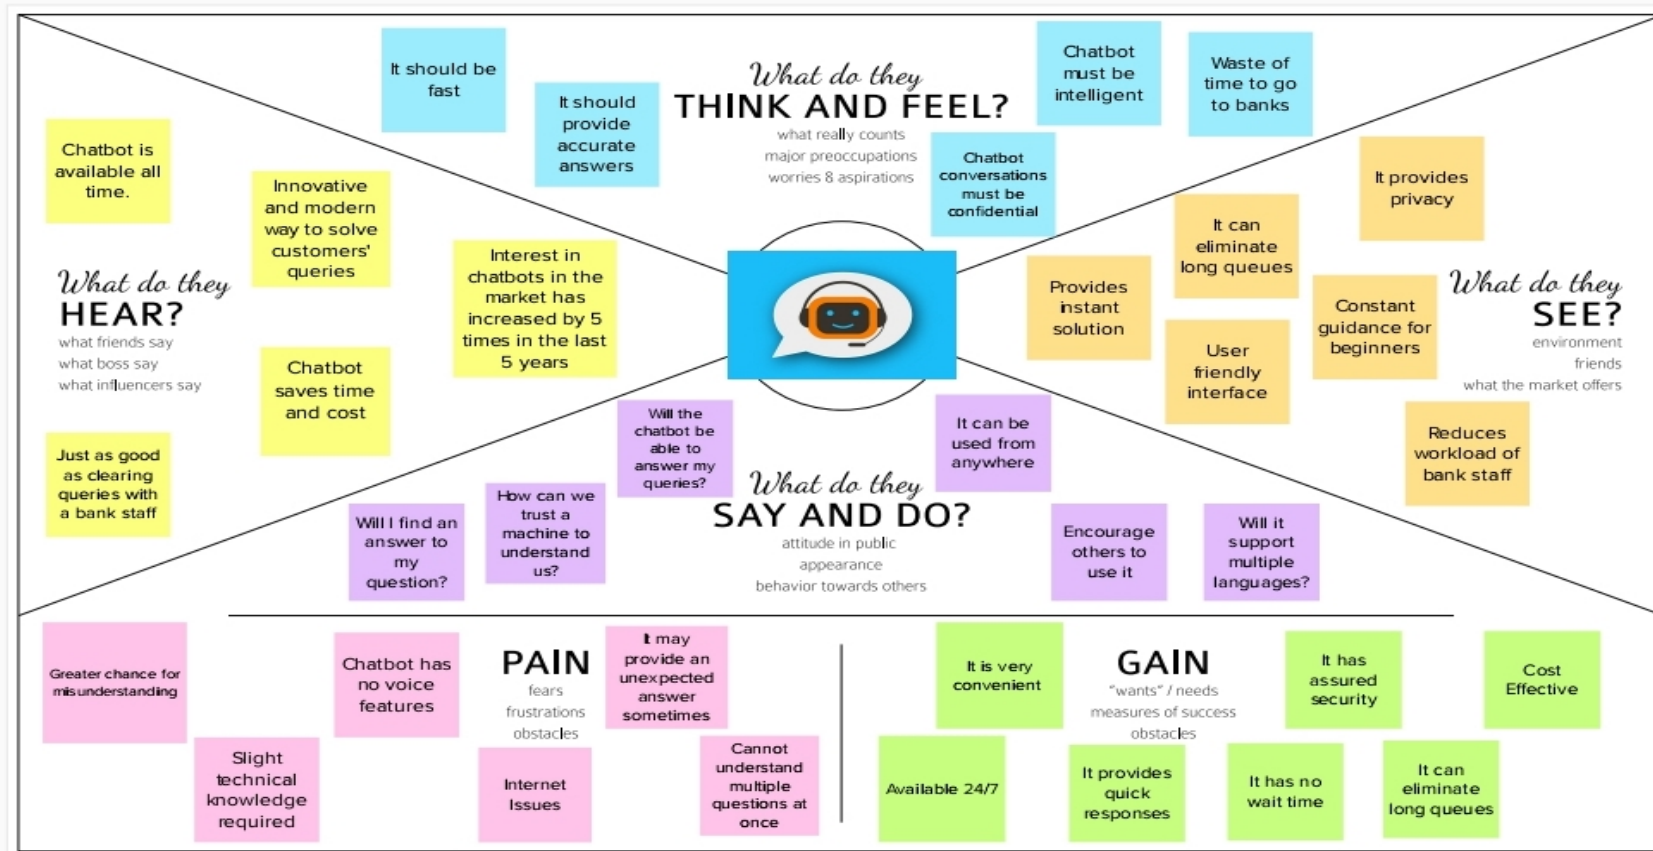 What do they
THINK AND FEEL?
what really counts
major preoccupations
worries 8 aspirations
It should be
fast
It should
provide
accurate
answers
Chatbot
must be
intelligent
Waste of
time to go
to banks
Chatbot
conversations
must be
confidential
What do they
HEAR?
what friends say
what boss say
what influencers say
Chatbot is
available all
time.
Innovative
and modern
way to solve
customers'
queries
Interest in
chatbots in the
market has
increased by 5
times in the last
5 years
Chatbot
saves time
and cost
Just as good
as clearing
queries with
a bank staff
What do they
SEE?
environment
friends
what the market offers
It provides
privacy
It can
eliminate
long queues
Provides
instant
solution
Constant
guidance for
beginners
User
friendly
interface
Reduces
workload of
bank staff
What do they
SAY AND DO?
attitude in public
appearance
behavior towards others
Will the
chatbot be
able to
answer my
queries?
It can be
used from
anywhere
Will I find an
answer to
my
question?
How can we
trust a
machine to
understand
us?
Encourage
others to
use it
Will it
support
multiple
languages?
PAIN
fears
frustrations
obstacles
Greater chance for
misunderstanding
Chatbot has
no voice
features
It may
provide an
unexpected
answer
sometimes
Slight
technical
knowledge
required
Internet
Issues
Cannot
understand
multiple
questions at
once
GAIN
"wants" / needs
measures of success
obstacles
It is very
convenient
It has
assured
security
Cost
Effective
Available 24/7
It provides
quick
responses
It has no
wait time
It can
eliminate
long queues